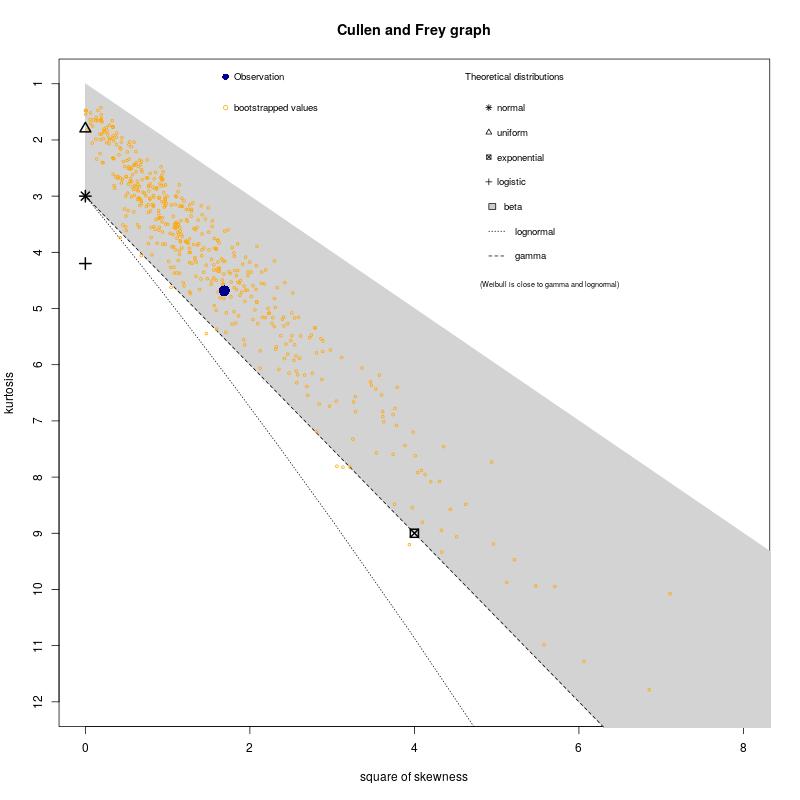 Cullen and Frey graph
Observation
bootstrapped values
Theoretical distributions
normal
uniform
exponential
logistic
beta
lognormal
gamma
(Weibull is close to gamma and lognormal)
kurtosis
1
2
3
4
5
6
7
8
9
10
11
12
0 2 4 6 8
square of skewness